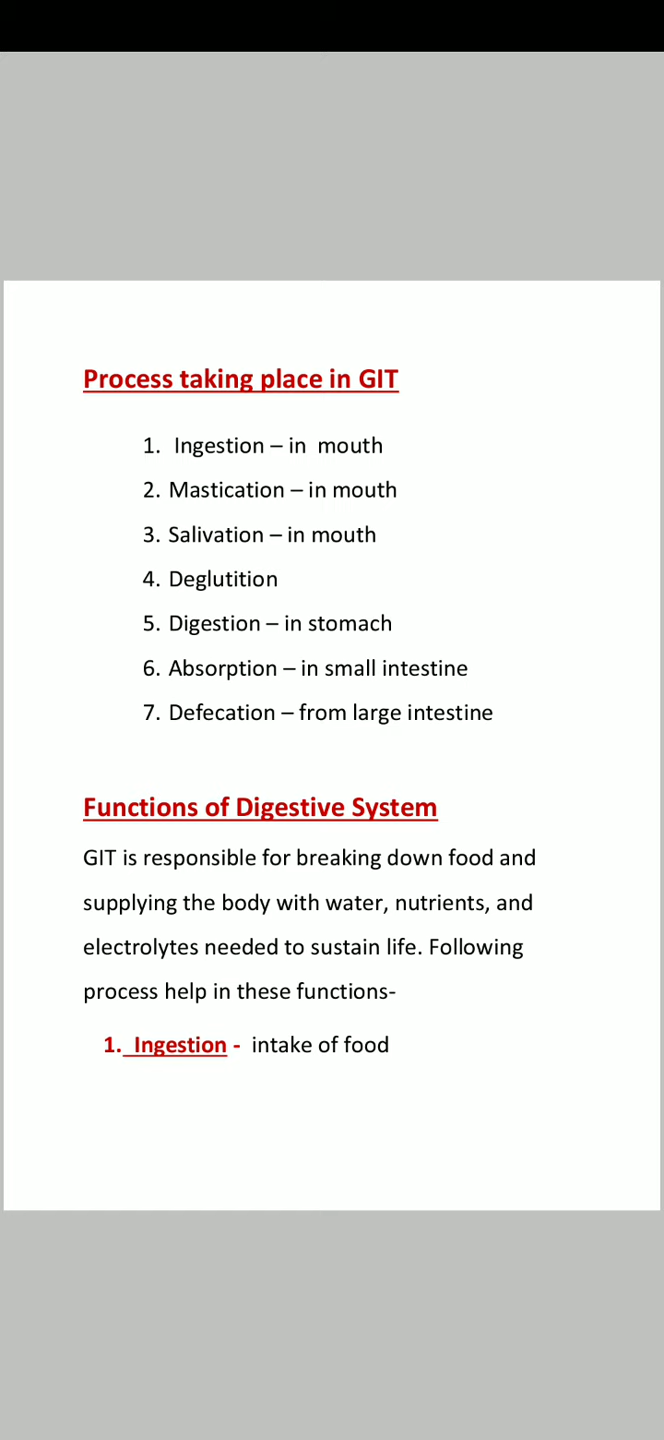 Process taking place in GIT
1. Ingestion – in mouth
2. Mastication – in mouth
3. Salivation – in mouth
4. Deglutition
5. Digestion – in stomach
6. Absorption – in small intestine
7. Defecation – from large intestine
Functions of Digestive System
GIT is responsible for breaking down food and
supplying the body with water, nutrients, and
electrolytes needed to sustain life. Following
process help in these functions-
1. Ingestion - intake of food